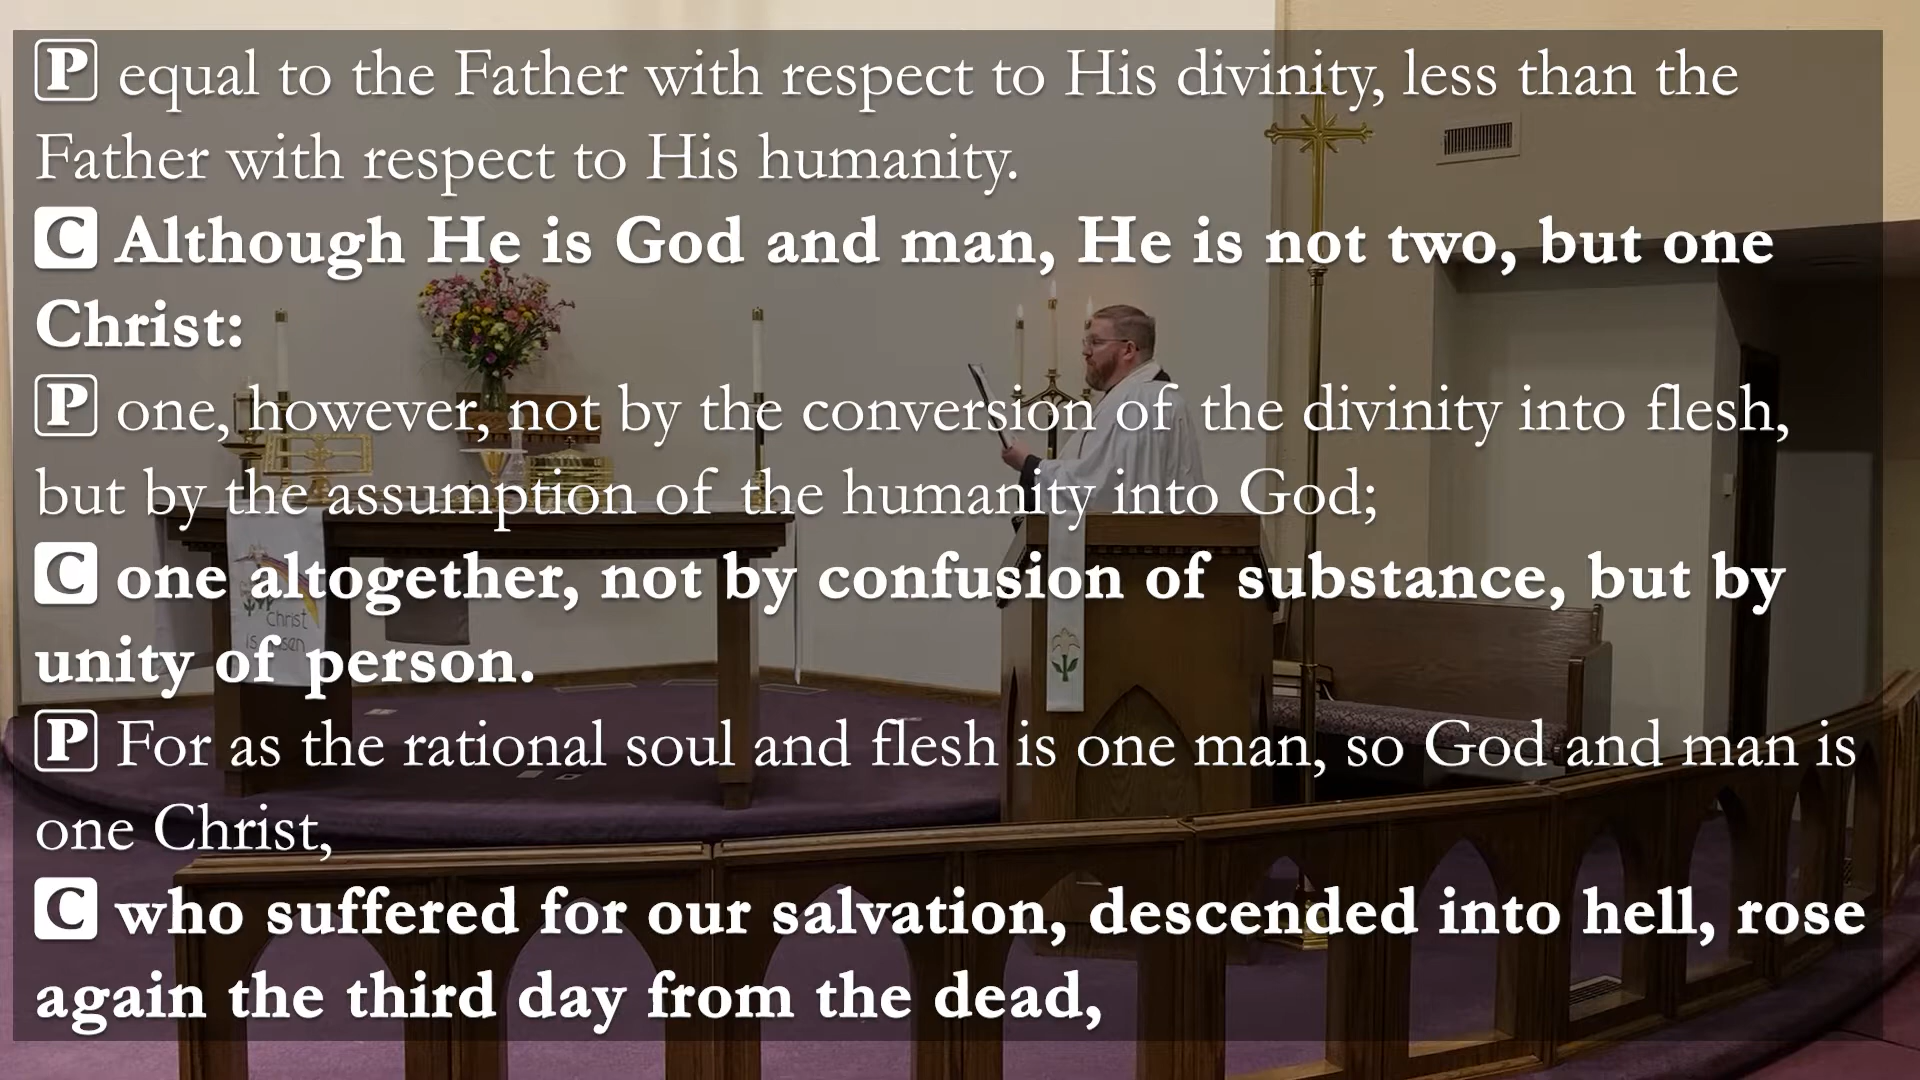 P equal to the Father with respect to His divinity, less than the
Father with respect to His humanity.
C Although He is God and man, He is not two, but one
Christ:
P one, however, not by the conversion of the divinity into flesh,
but by the assumption of the humanity into God;
C one altogether, not by confusion of substance, but by
unity of person.
P For as the rational soul and flesh is one man, so God and man is
one Christ,
C who suffered for our salvation, descended into hell, rose
again the third day from the dead,
Christ
is